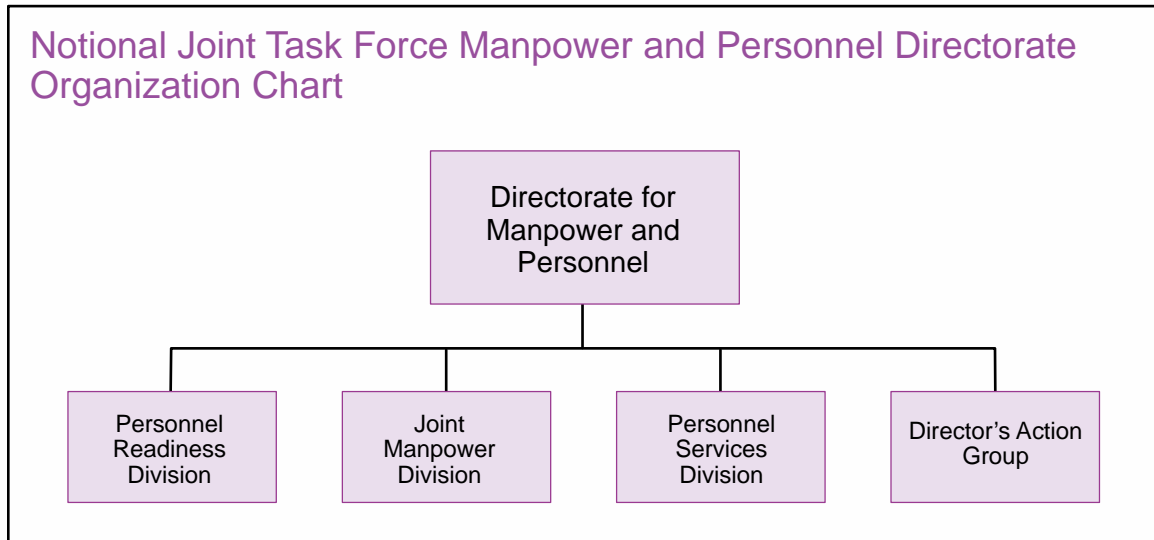 Notional Joint Task Force Manpower and Personnel Directorate
Organization Chart
Directorate for
Manpower and
Personnel
Personnel
Readiness
Division
Joint
Manpower
Division
Personnel
Services
Division
Director’s Action
Group